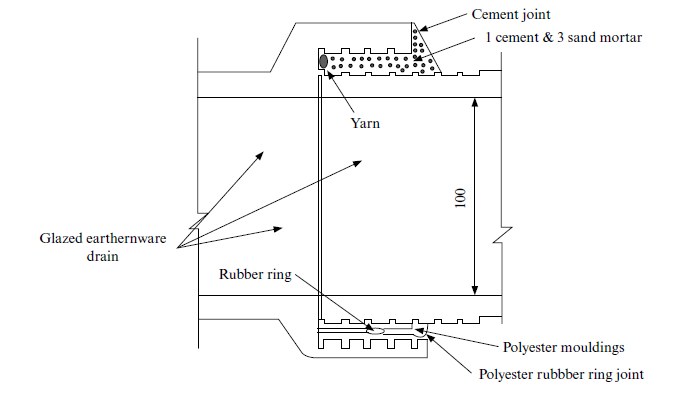 Cement joint
1 cement & 3 sand mortar
Yarn
100
Glazed earthernware
drain
Rubber ring
Polyester mouldings
Polyester rubbber ring joint